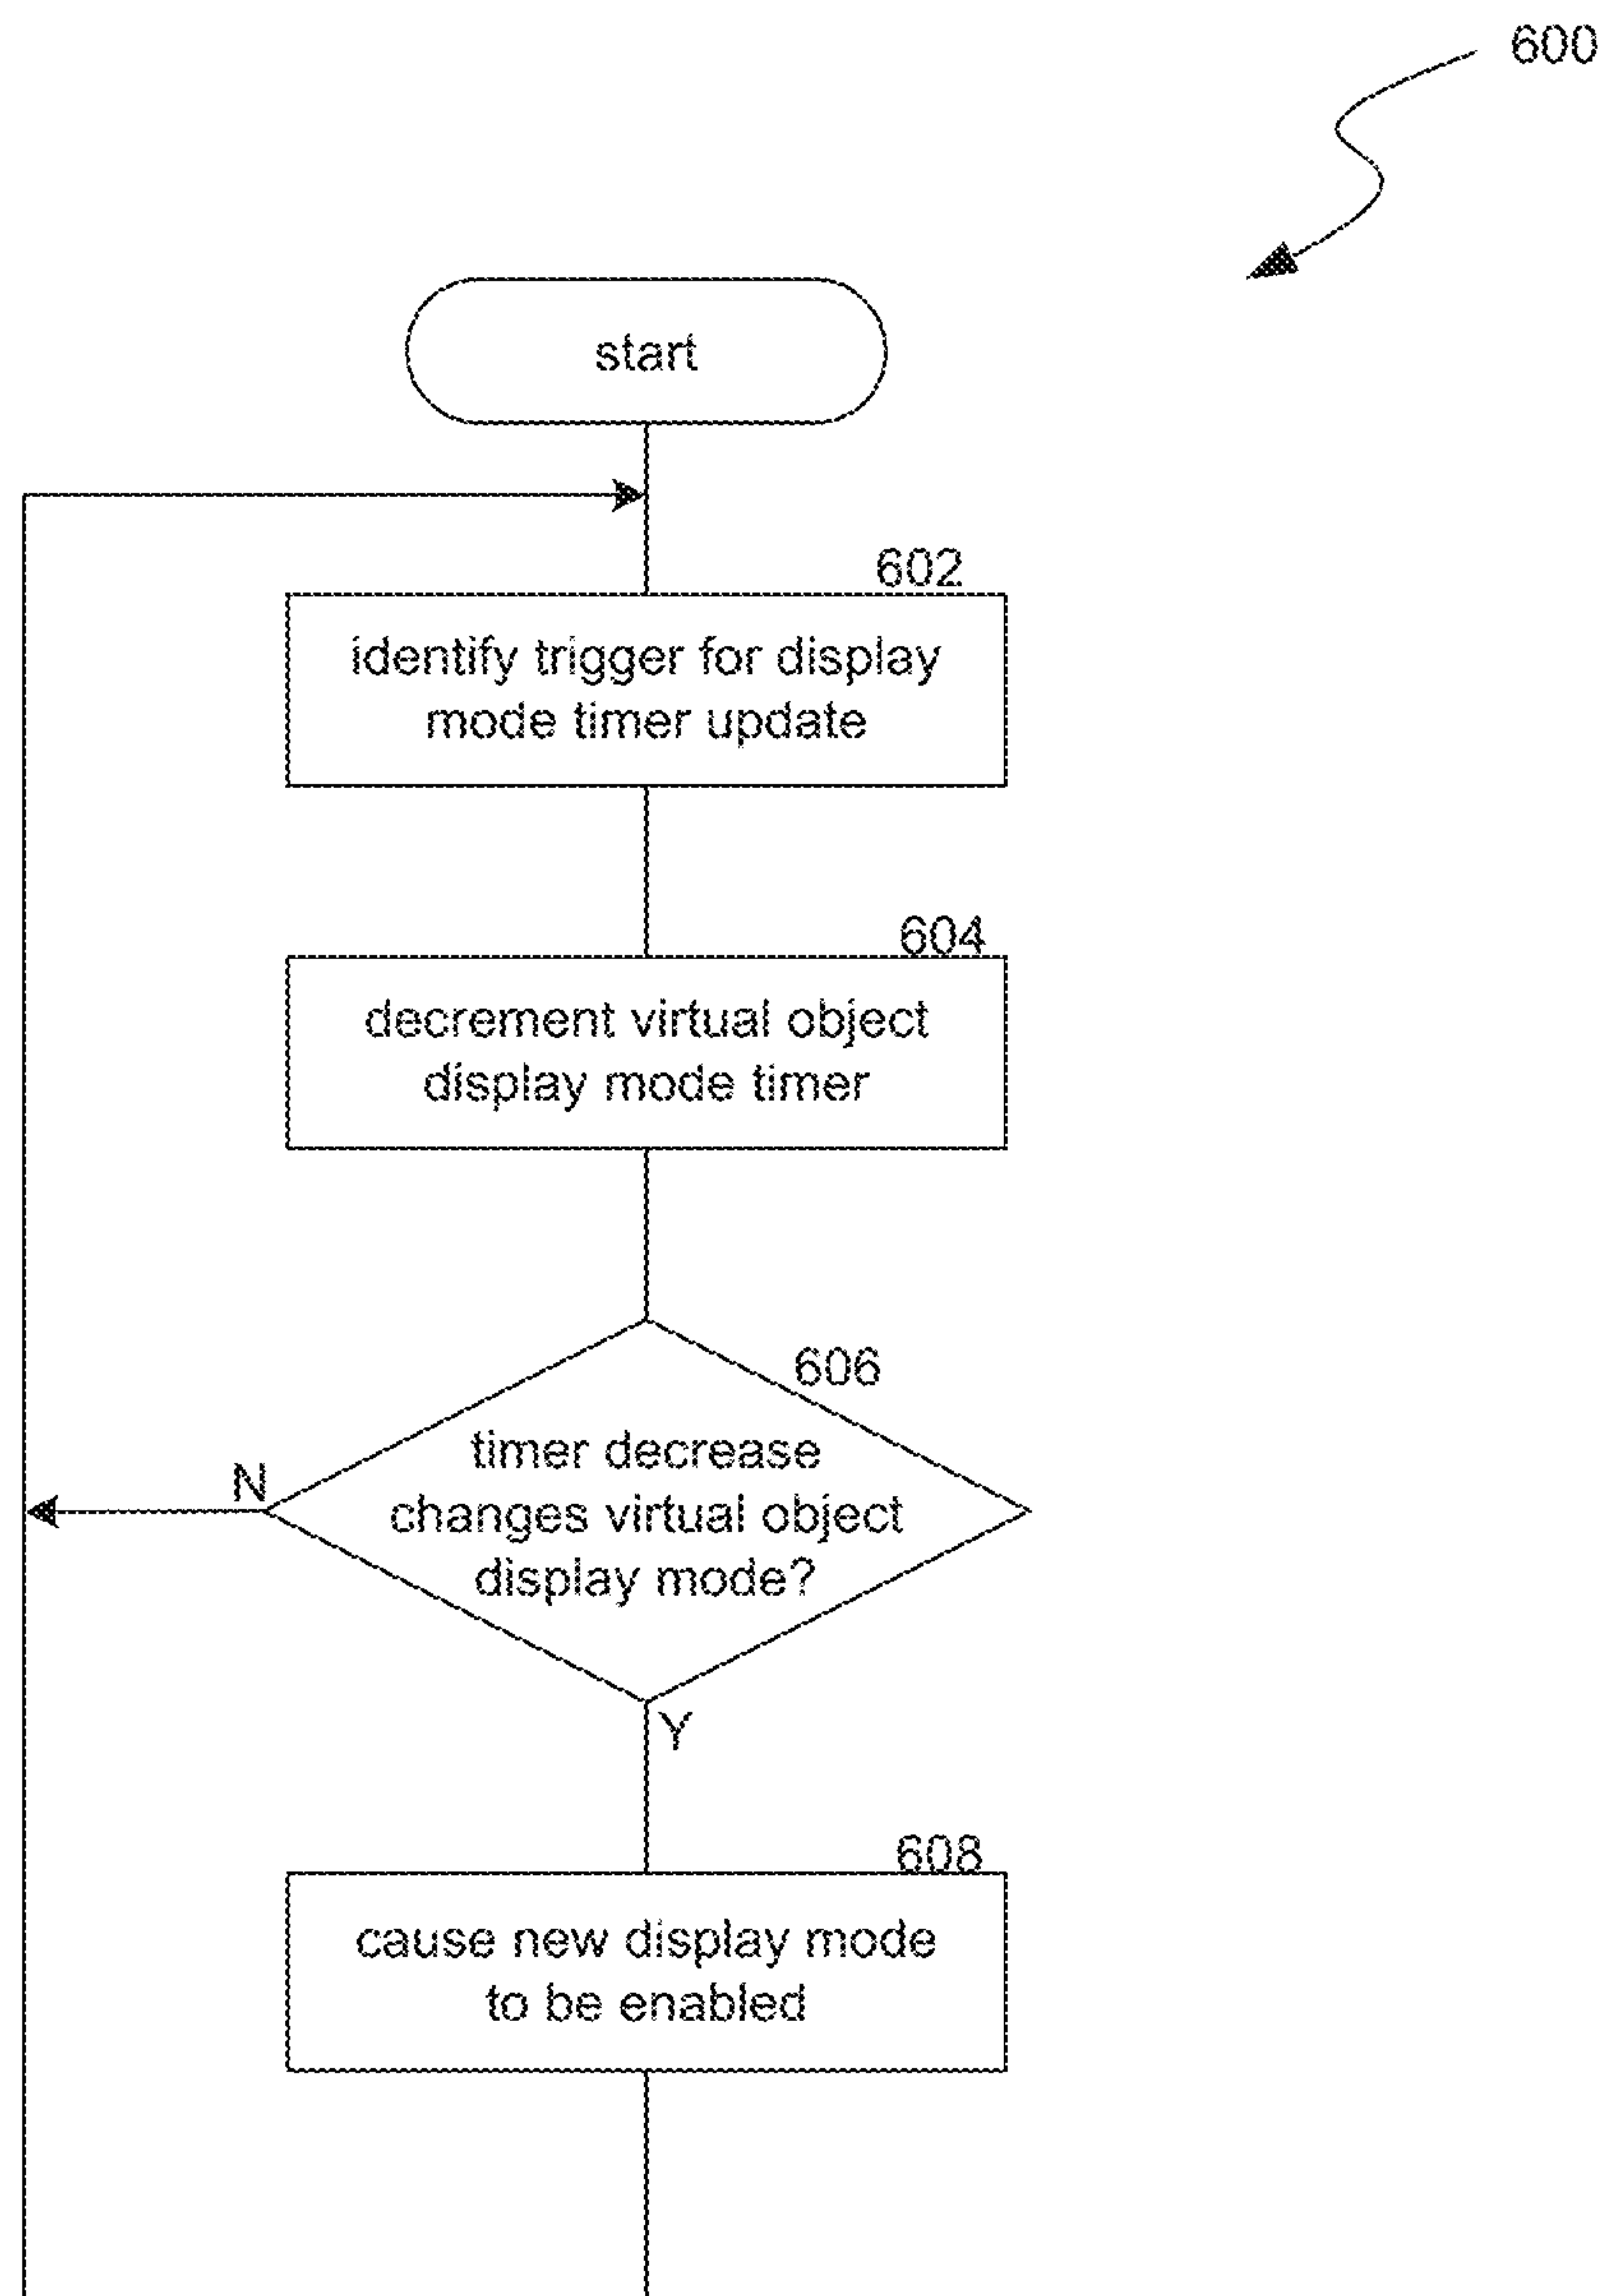 600
start
602
identify trigger for display
mode timer update
604
decrement virtual object
display mode timer
606
timer decrease
changes virtual object
display mode?
N
Y
608
cause new display mode
to be enabled